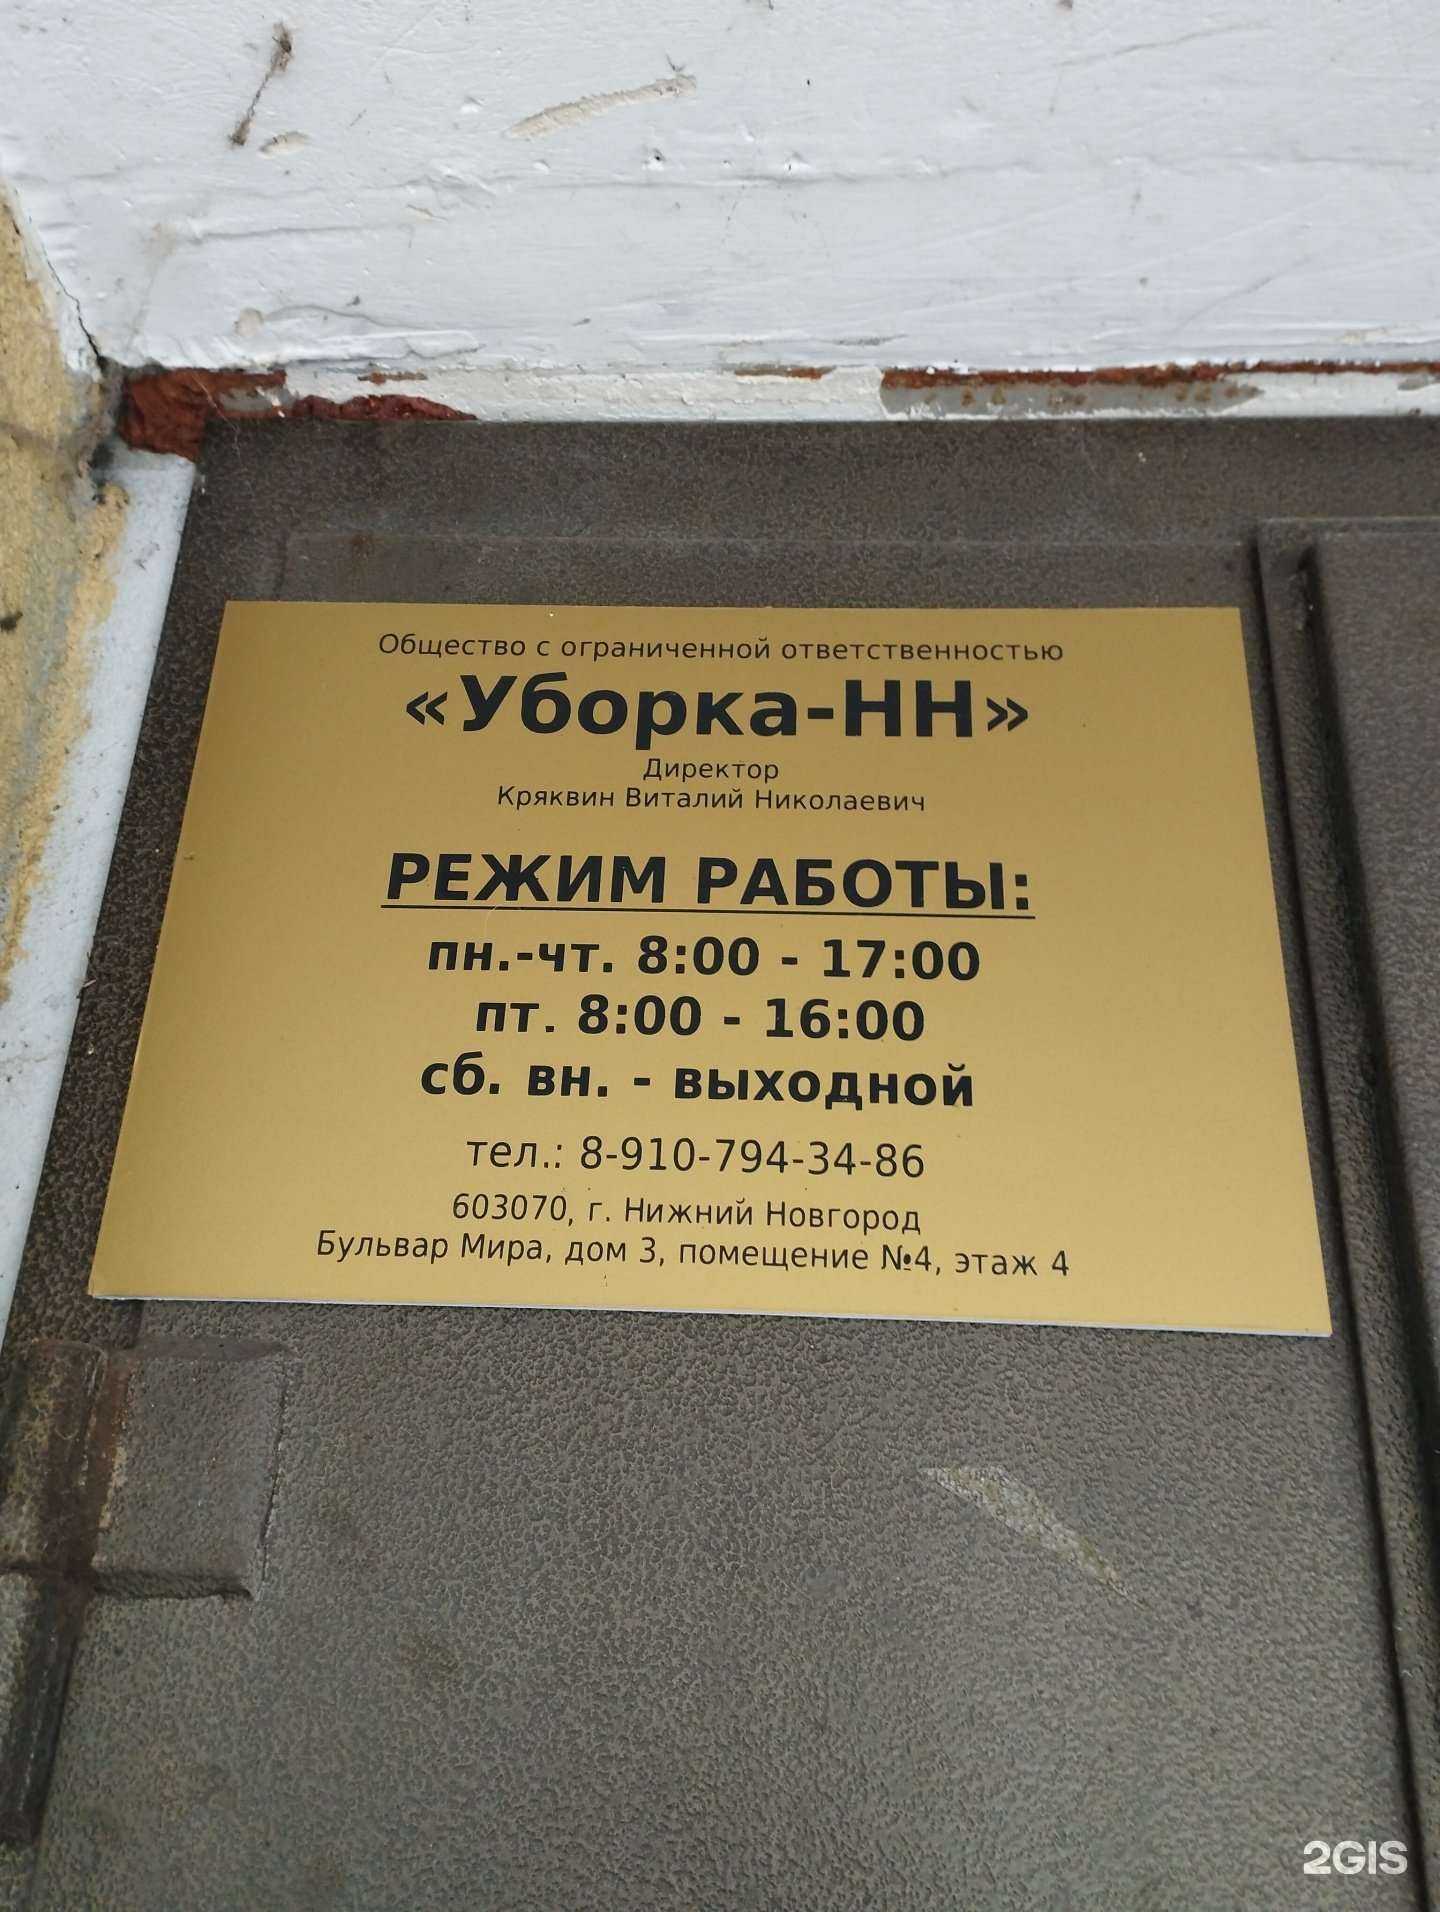 Общество с ограниченной ответственностью
«Уборка-НН»
Директор
Кряквин Виталий Николаевич
РЕЖИМ РАБОТЫ:
пн.-чт. 8:00 - 17:00
пт. 8:00 - 16:00
сб. вн. - выходной
тел.: 8-910-794-34-86
603070, г. Нижний Новгород
Бульвар Мира, дом 3, помещение №4, этаж 4
2GIS